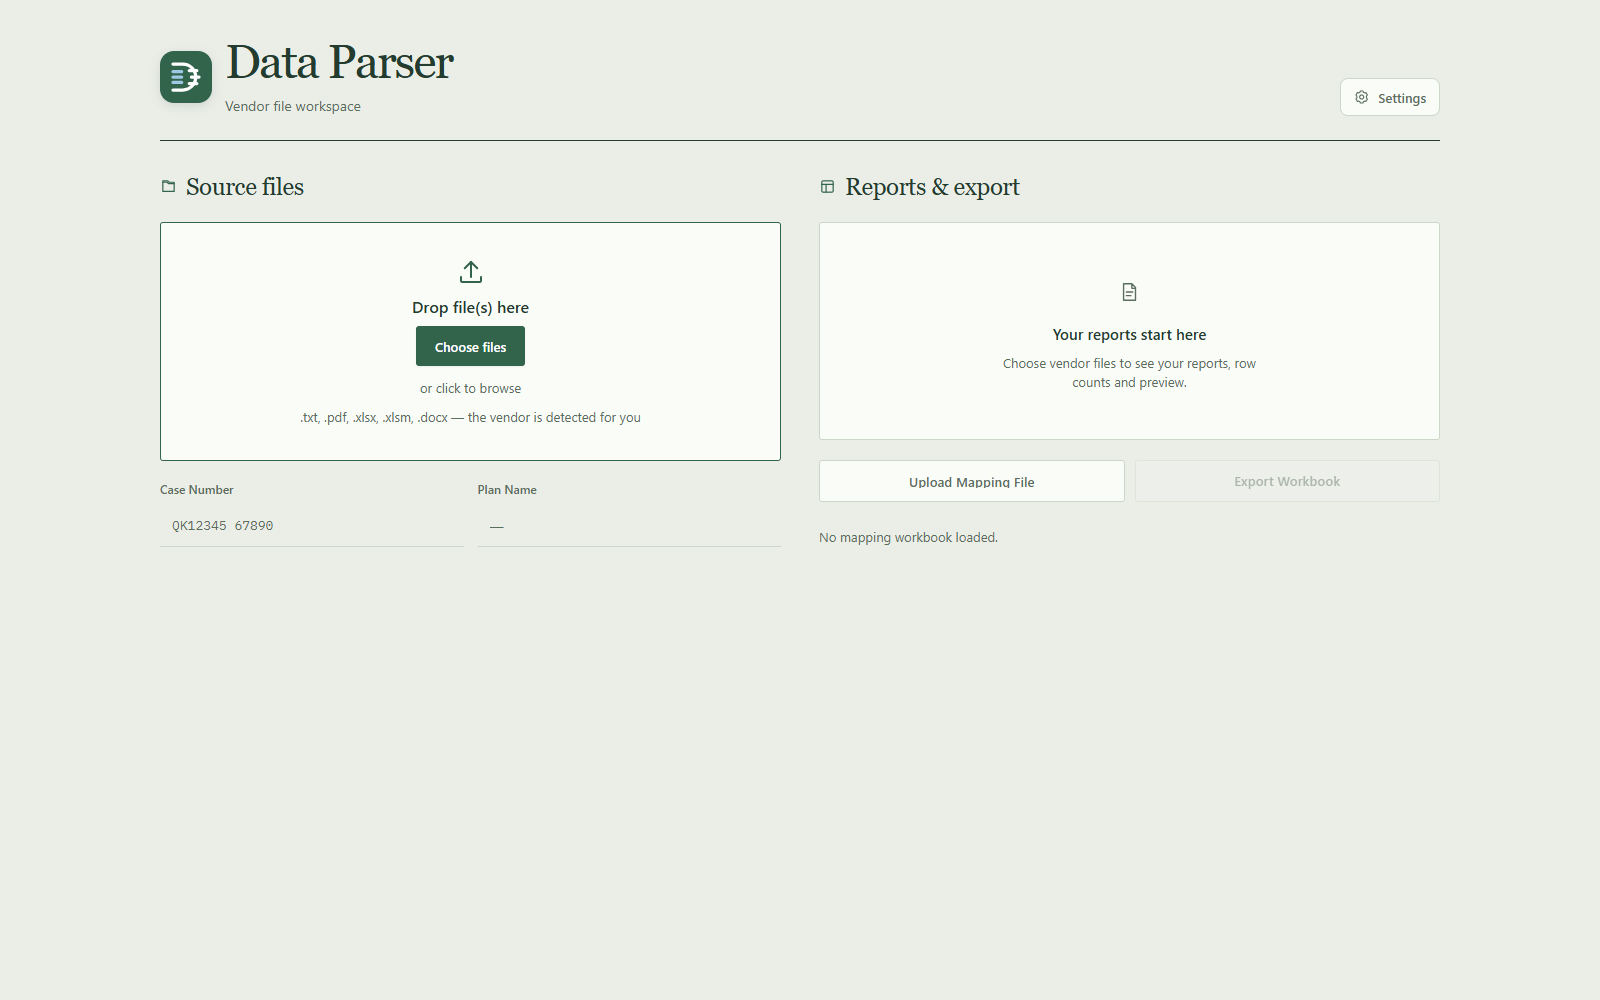 Data Parser
Vendor file workspace
Settings
Source files
Drop file(s) here
Choose files
or click to browse
.txt, .pdf, .xlsx, .xlsm, .docx — the vendor is detected for you
Case Number
Plan Name
QK12345 67890
—
Reports & export
Your reports start here
Choose vendor files to see your reports, row
counts and preview.
Upload Mapping File
Export Workbook
No mapping workbook loaded.